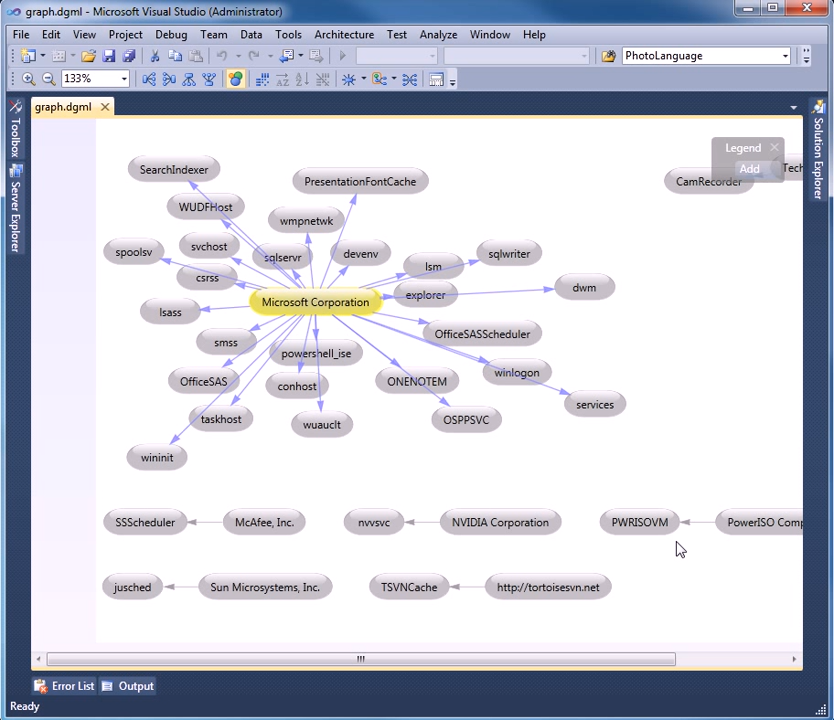 graph.dgml - Microsoft Visual Studio (Administrator)
File Edit View Project Debug Team Data Tools Architecture Test Analyze Window Help
PhotoLanguage
133%
graph.dgml
Toolbox
Server Explorer
Solution Explorer
Legend
Add
SearchIndexer
PresentationFontCache
CamRecorder
Tech
WUDFHost
wmpnetwk
spoolsv
svchost
sqlservr
devenv
lsm
sqlwriter
csrss
explorer
dwm
Microsoft Corporation
lsass
smss
OfficeSASScheduler
powershell_ise
winlogon
OfficeSAS
conhost
ONENOTEM
services
taskhost
wuauclt
OSPPSVC
wininit
SSScheduler
McAfee, Inc.
nvvsvc
NVIDIA Corporation
PWRISOVM
PowerISO Comp
jusched
Sun Microsystems, Inc.
TSVNCache
http://tortoisesvn.net
Error List
Output
Ready